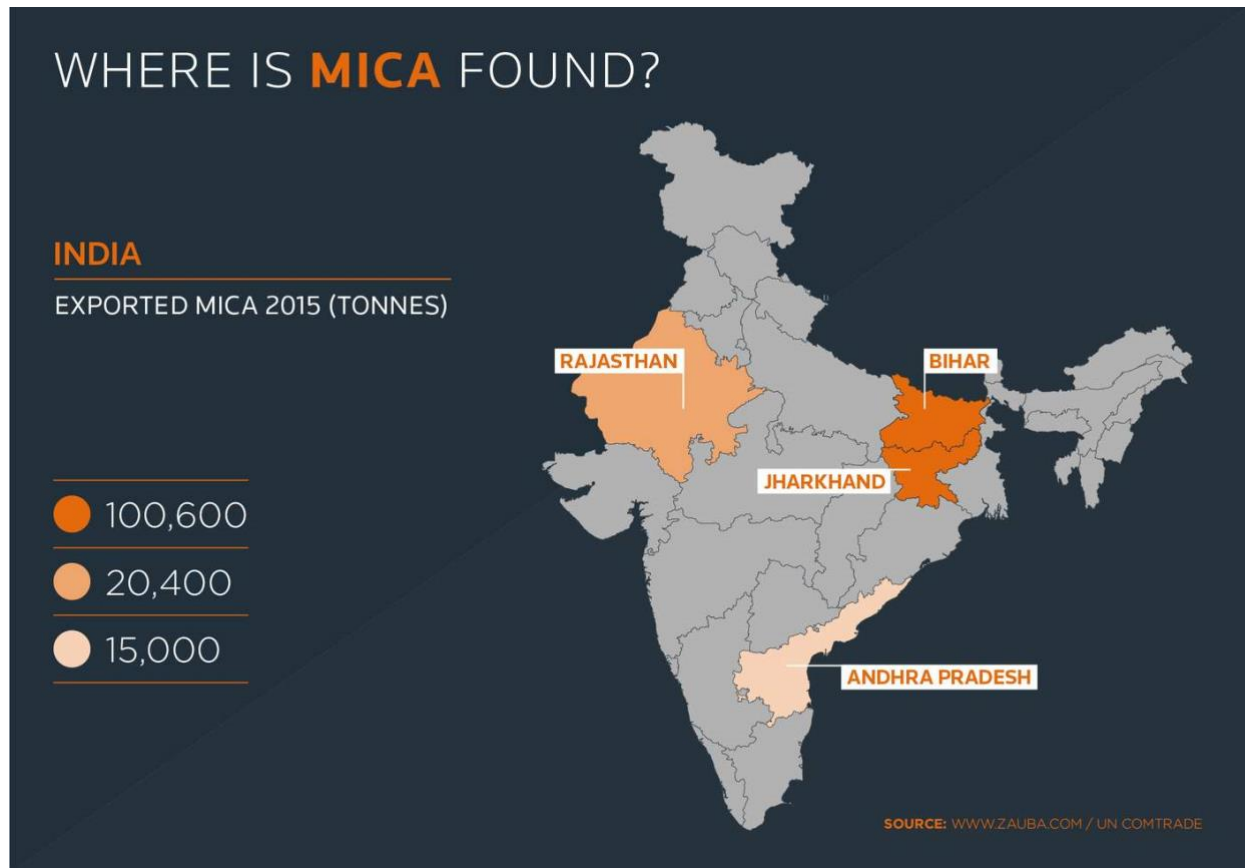 WHERE IS MICA FOUND?
INDIA
EXPORTED MICA 2015 (TONNES)
100,600
20,400
15,000
RAJASTHAN
BIHAR
JHARKHAND
ANDHRA PRADESH
SOURCE: WWW.ZAUBA.COM / UN COMTRADE